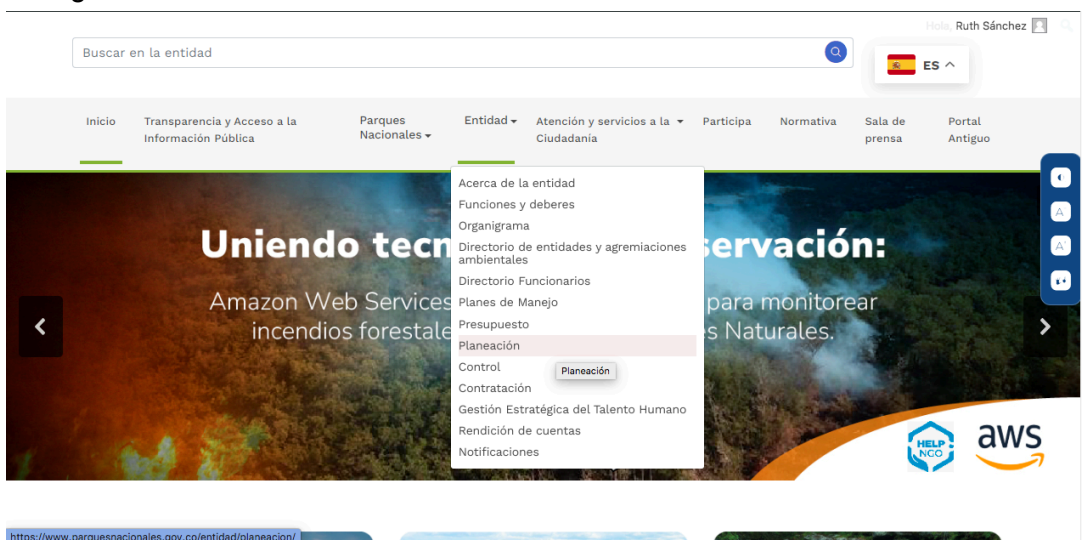 Hola, Ruth Sánchez
Buscar en la entidad
ES
Inicio
Transparencia y Acceso a la
Información Pública
Parques
Nacionales
Entidad
Atención y servicios a la
Ciudadanía
Participa
Normativa
Sala de
prensa
Portal
Antiguo
Acerca de la entidad
Funciones y deberes
Organigrama
Directorio de entidades y agremiaciones
ambientales
Directorio Funcionarios
Planes de Manejo
Presupuesto
Planeación
Control
Planeación
Contratación
Gestión Estratégica del Talento Humano
Rendición de cuentas
Notificaciones
Uniendo tecn servación:
Amazon Web Services para monitorear
incendios forestale s Naturales.
A
A
HELP
NGO
aws
https://www.parquesnacionales.gov.co/entidad/planeacion/